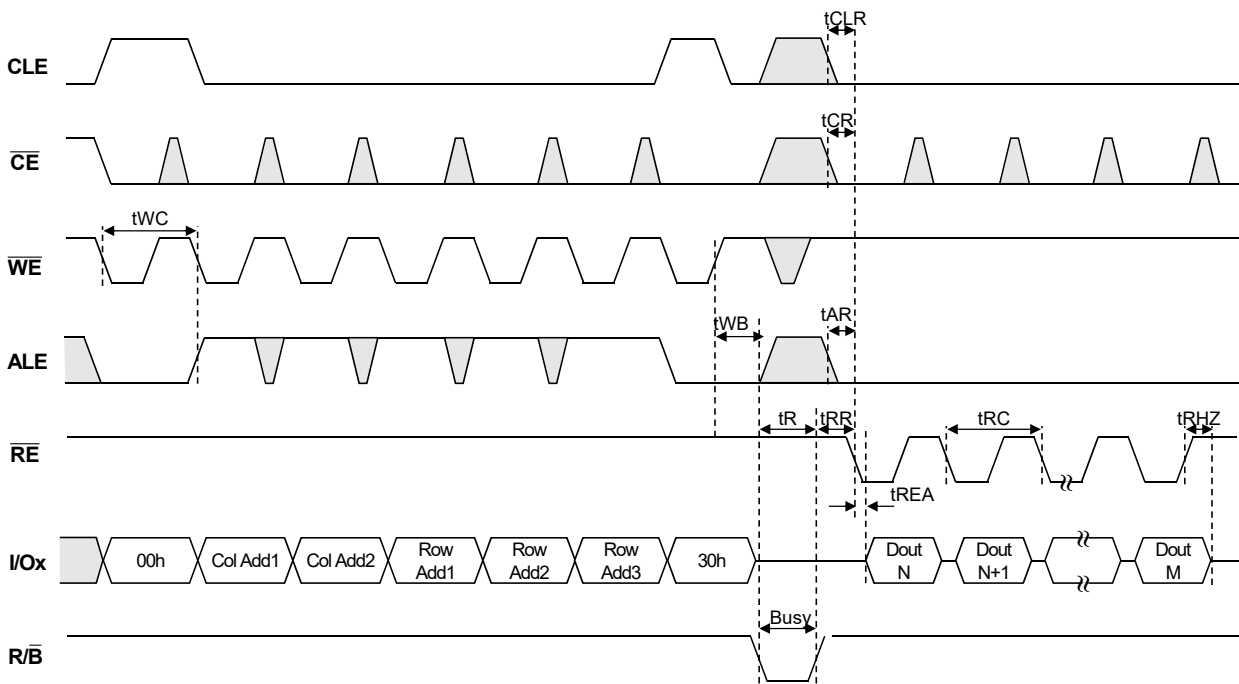 tCLR
CLE
tCR
CE
tWC
WE
tWB
tAR
ALE
tR
tRR
tRC
tRHZ
RE
tREA
I/Ox
00h
Col Add1
Col Add2
Row Add1
Row Add2
Row Add3
30h
Dout N
Dout N+1
Dout M
Busy
R/B